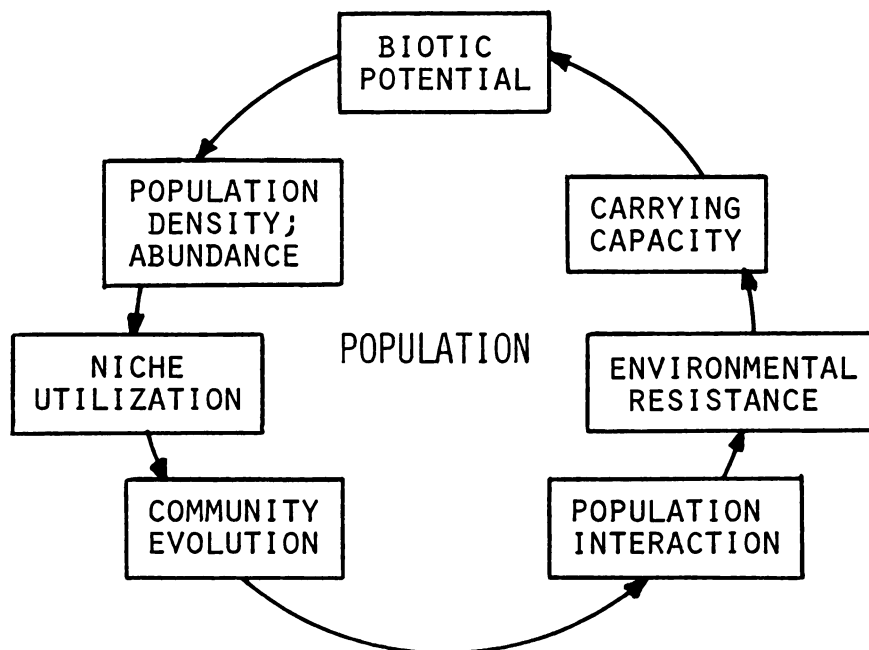 BIOTIC
POTENTIAL
POPULATION
DENSITY;
ABUNDANCE
CARRYING
CAPACITY
POPULATION
NICHE
UTILIZATION
ENVIRONMENTAL
RESISTANCE
COMMUNITY
EVOLUTION
POPULATION
INTERACTION